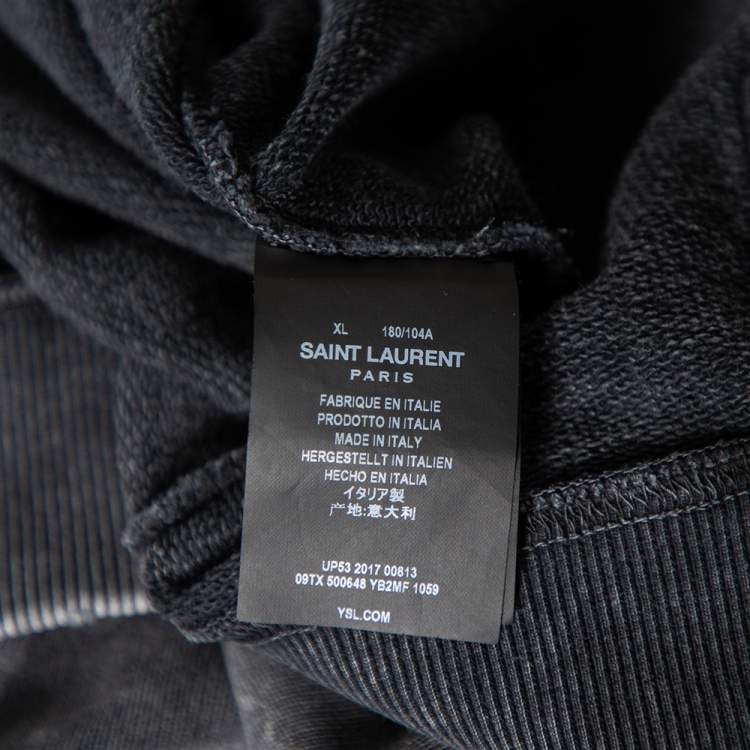 XL 180/104A
SAINT LAURENT
PARIS
FABRIQUE EN ITALIE
PRODOTTO IN ITALIA
MADE IN ITALY
HERGESTELLT IN ITALIEN
HECHO EN ITALIA
イタリア製
产地:意大利
UP53 2017 00813
09TX 500648 YB2MF 1059
YSL.COM